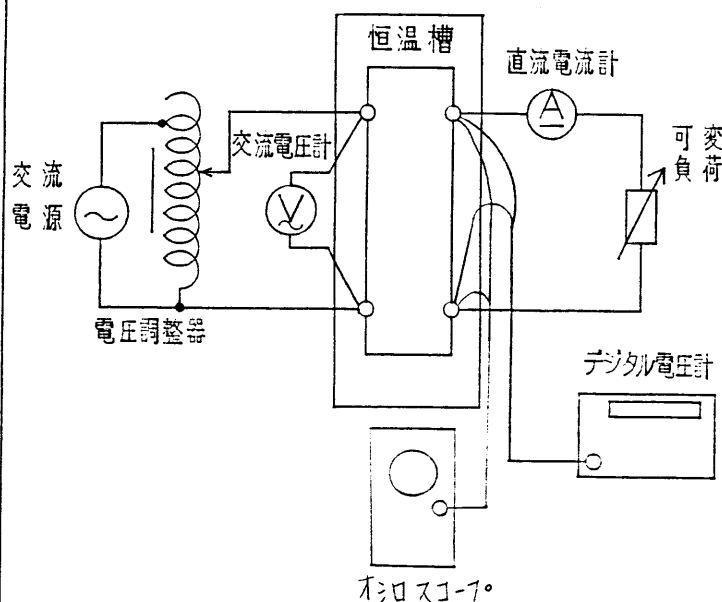 恒温槽
直流電流計
A
可変
負荷
交流電圧計
V
交流
電源
電圧調整器
デジタル電圧計
オシロスコープ